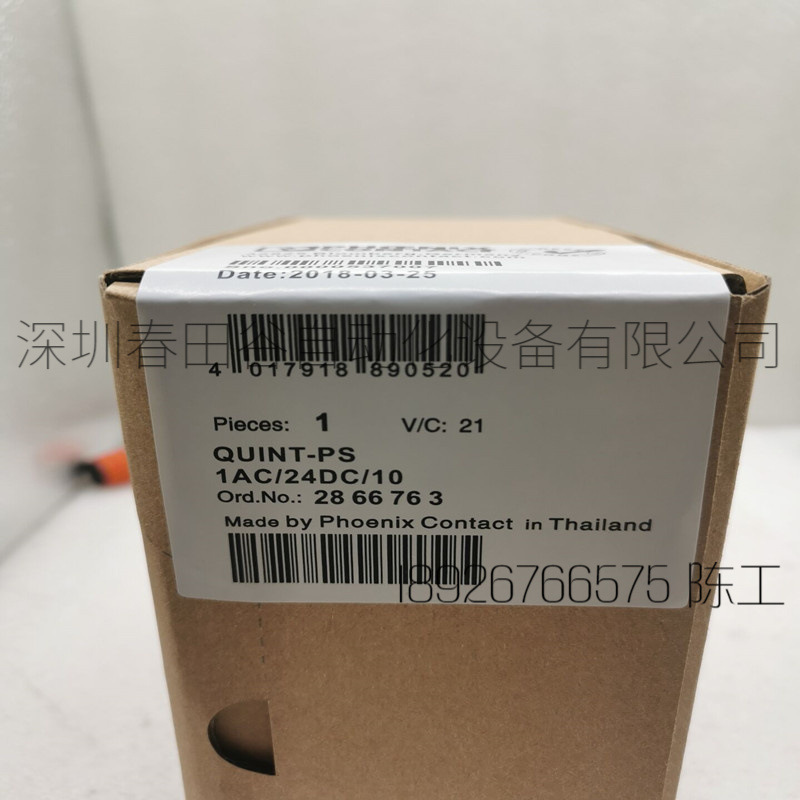 Date:2018-03-25
深圳春田谷自动化设备有限公司
4 017918 890520
Pieces: 1 V/C: 21
QUINT-PS
1AC/24DC/10
Ord.No.: 28 66 76 3
Made by Phoenix Contact in Thailand
18926766575 陈工